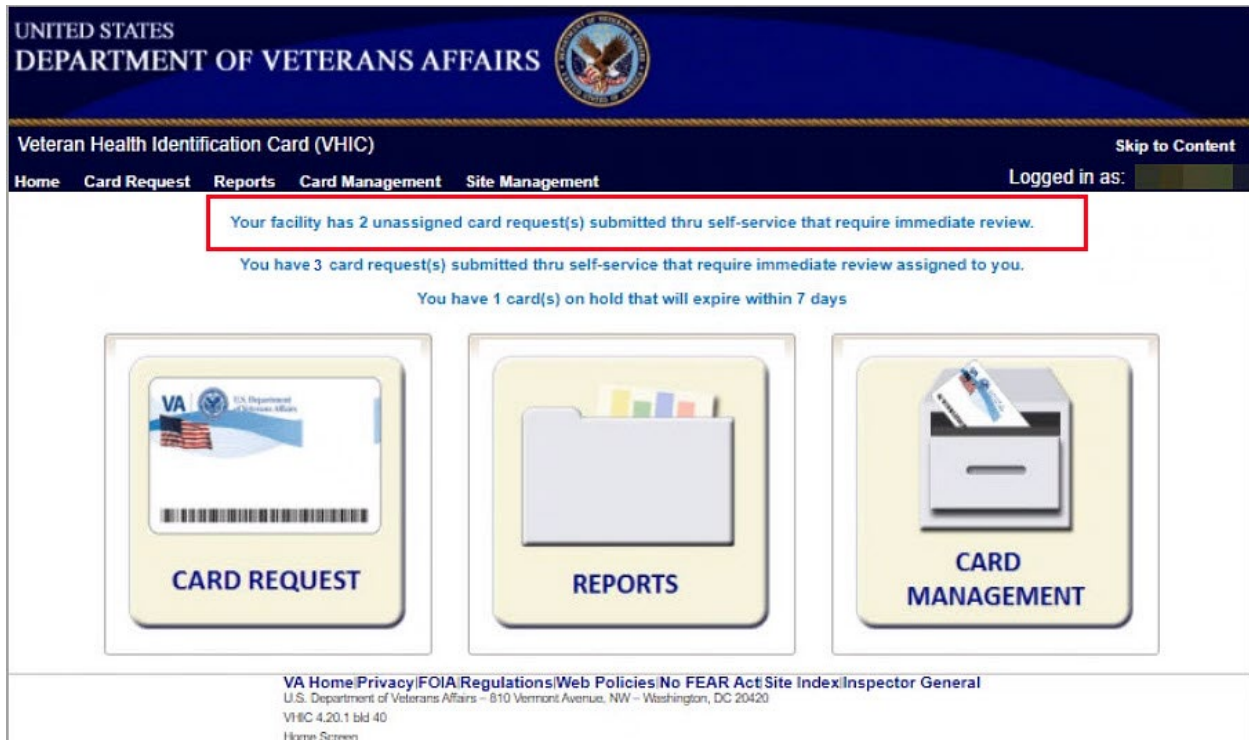 UNITED STATES
DEPARTMENT OF VETERANS AFFAIRS
Veteran Health Identification Card (VHIC)
Skip to Content
Home Card Request Reports Card Management Site Management
Logged in as:
Your facility has 2 unassigned card request(s) submitted thru self-service that require immediate review.
You have 3 card request(s) submitted thru self-service that require immediate review assigned to you.
You have 1 card(s) on hold that will expire within 7 days
VA
U.S. Department
of Veterans Affairs
CARD REQUEST
REPORTS
CARD
MANAGEMENT
VA Home|Privacy|FOIA|Regulations|Web Policies|No FEAR Act|Site Index|Inspector General
U.S. Department of Veterans Affairs – 810 Vermont Avenue, NW – Washington, DC 20420
VHIC 4.20.1 bld 40
Home Screen